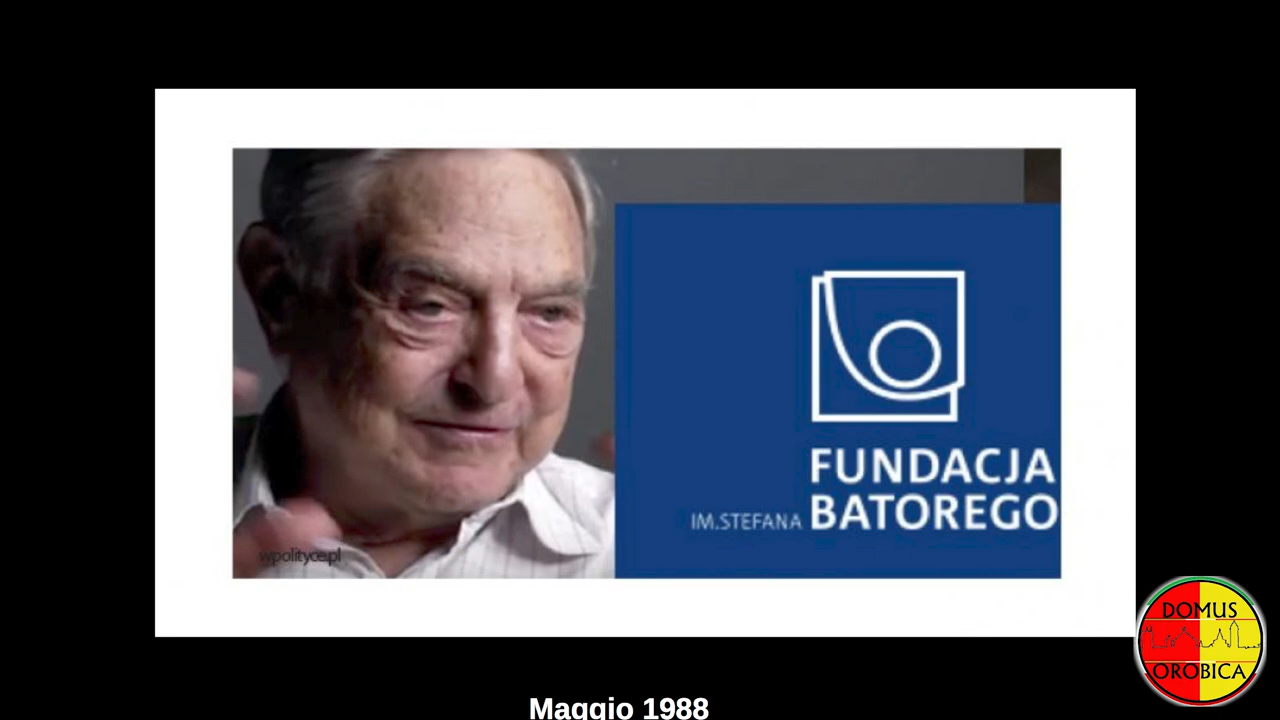 FUNDACJA
IM.STEFANA BATOREGO
wpolityce.pl
DOMUS
OROBICA
Maggio 1988